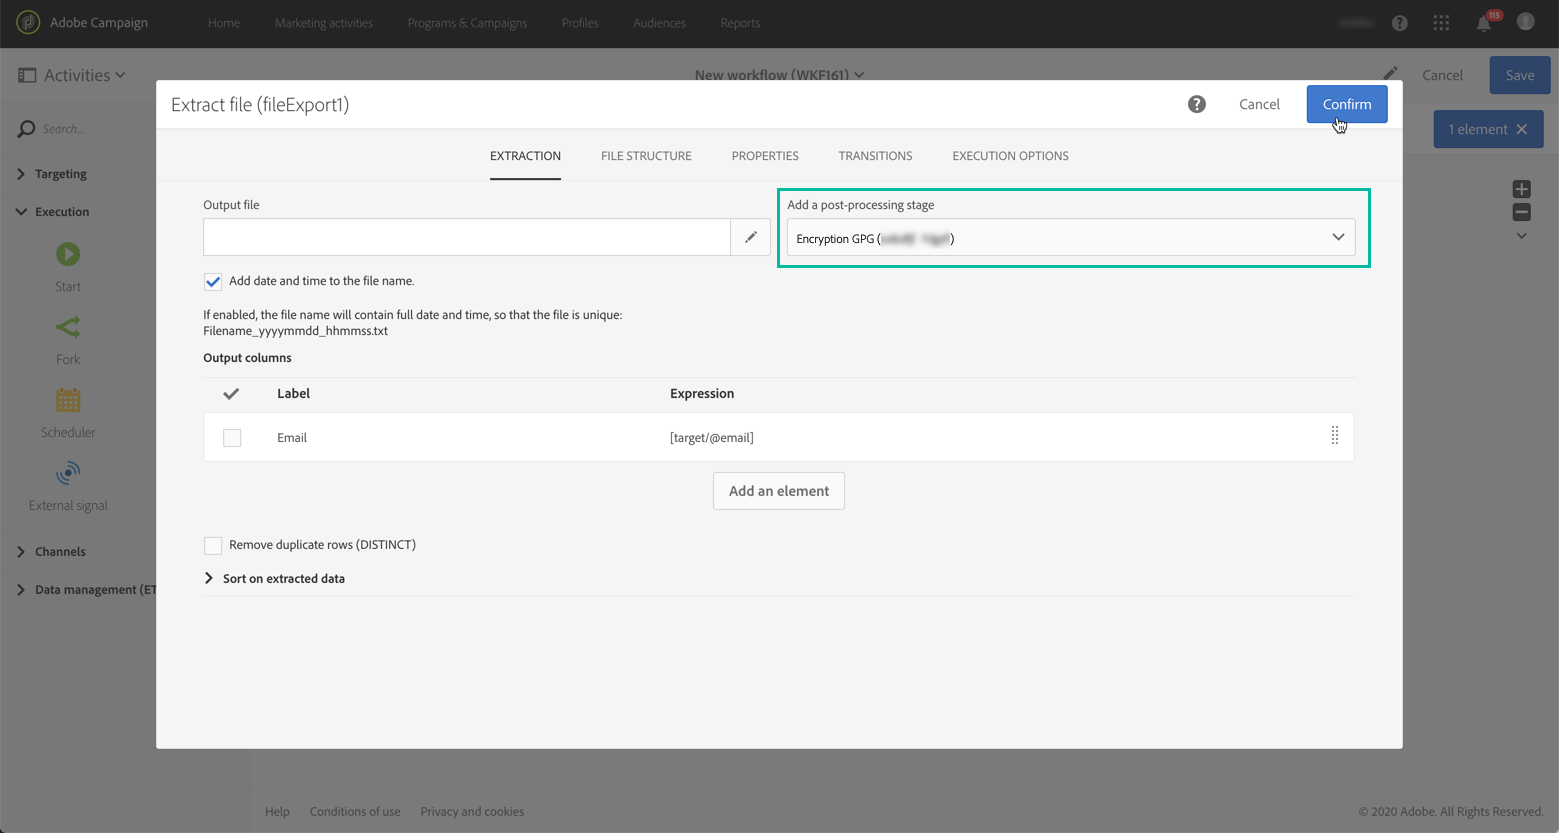 Adobe Campaign
Home
Marketing activities
Programs & Campaigns
Profiles
Audiences
Reports
115
Activities
New workflow (WKF161)
Cancel
Save
Extract file (fileExport1)
Cancel
Confirm
Search...
1 element
EXTRACTION
FILE STRUCTURE
PROPERTIES
TRANSITIONS
EXECUTION OPTIONS
Targeting
Execution
Start
Fork
Scheduler
External signal
Channels
Data management (ET
Output file
Add a post-processing stage
Encryption GPG ( )
Add date and time to the file name.
If enabled, the file name will contain full date and time, so that the file is unique:
Filename_yyyymmdd_hhmmss.txt
Output columns
Label
Expression
Email
[target/@email]
Add an element
Remove duplicate rows (DISTINCT)
Sort on extracted data
Help
Conditions of use
Privacy and cookies
© 2020 Adobe. All Rights Reserved.